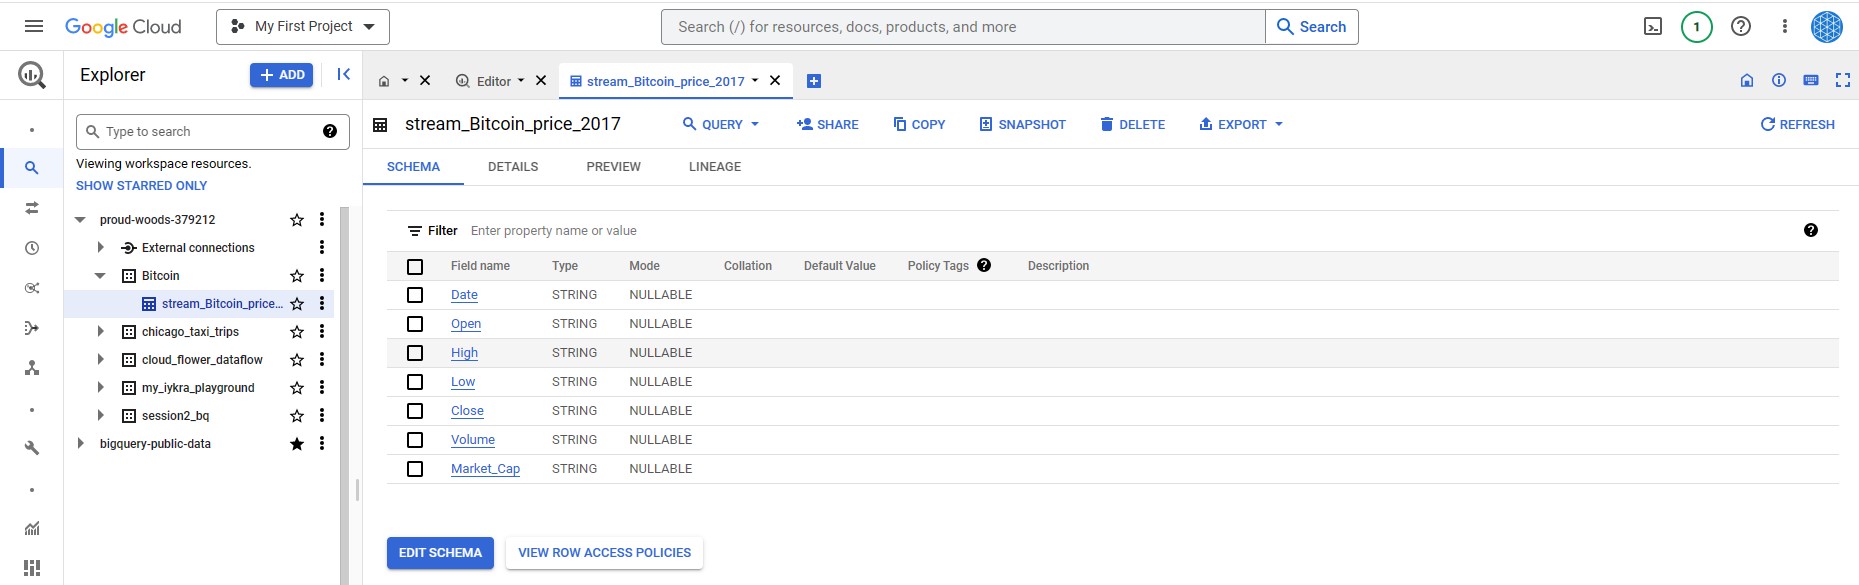 Google Cloud
My First Project
Search (/) for resources, docs, products, and more
Search
1
Explorer
+ ADD
Editor
stream_Bitcoin_price_2017
Type to search
Viewing workspace resources.
SHOW STARRED ONLY
proud-woods-379212
External connections
Bitcoin
stream_Bitcoin_price...
chicago_taxi_trips
cloud_flower_dataflow
my_iykra_playground
session2_bq
bigquery-public-data
stream_Bitcoin_price_2017
QUERY
SHARE
COPY
SNAPSHOT
DELETE
EXPORT
REFRESH
SCHEMA
DETAILS
PREVIEW
LINEAGE
Filter Enter property name or value
Field name Type Mode Collation Default Value Policy Tags Description
Date STRING NULLABLE
Open STRING NULLABLE
High STRING NULLABLE
Low STRING NULLABLE
Close STRING NULLABLE
Volume STRING NULLABLE
Market_Cap STRING NULLABLE
EDIT SCHEMA
VIEW ROW ACCESS POLICIES